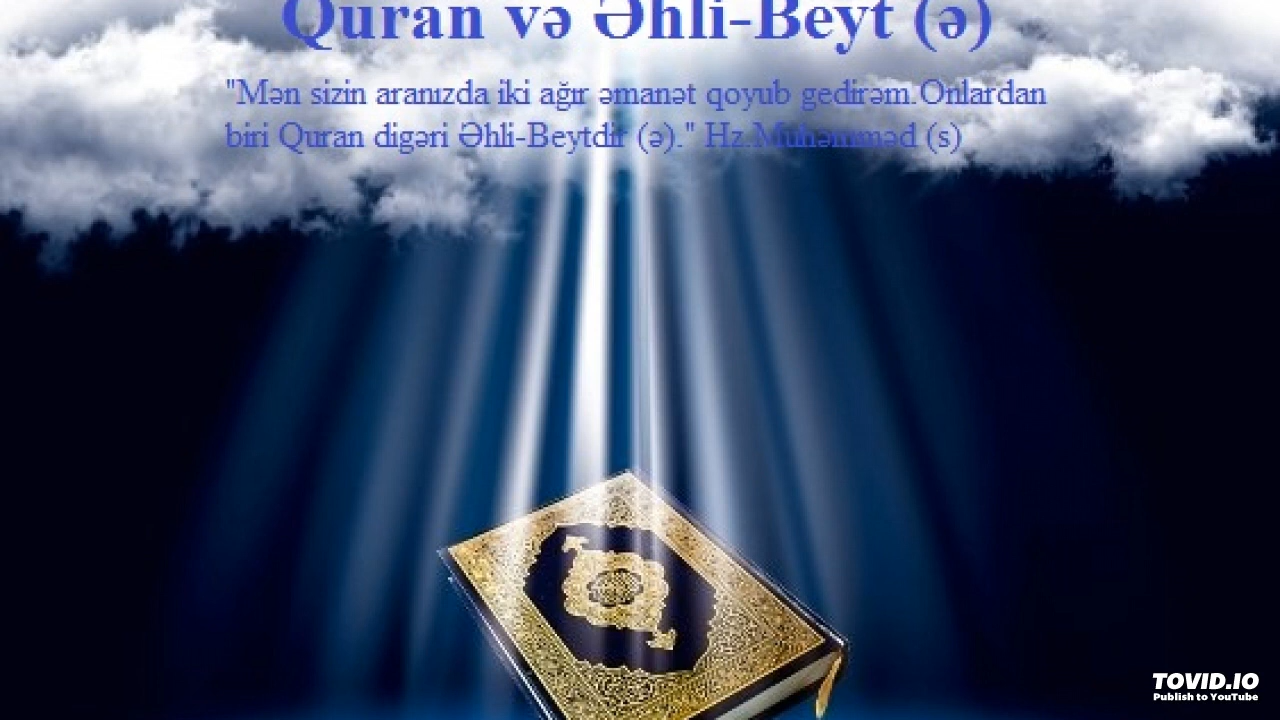 Quran və Əhli-Beyt (ə)
"Mən sizin aranızda iki ağır əmanət qoyub gedirəm.Onlardan
biri Quran digəri Əhli-Beytdir (ə)." Hz.Muhəmməd (s)
TOVID.IO
Publish to YouTube